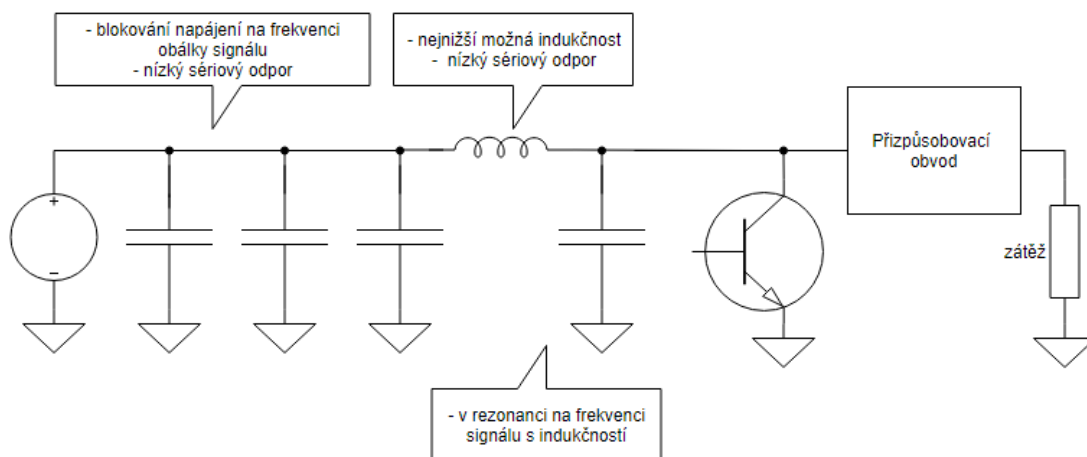 - blokování napájení na frekvenci
obálky signálu
- nízký sériový odpor
- nejnižší možná indukčnost
- nízký sériový odpor
Přizpůsobovací
obvod
+
−
zátěž
- v rezonanci na frekvenci
signálu s indukčností